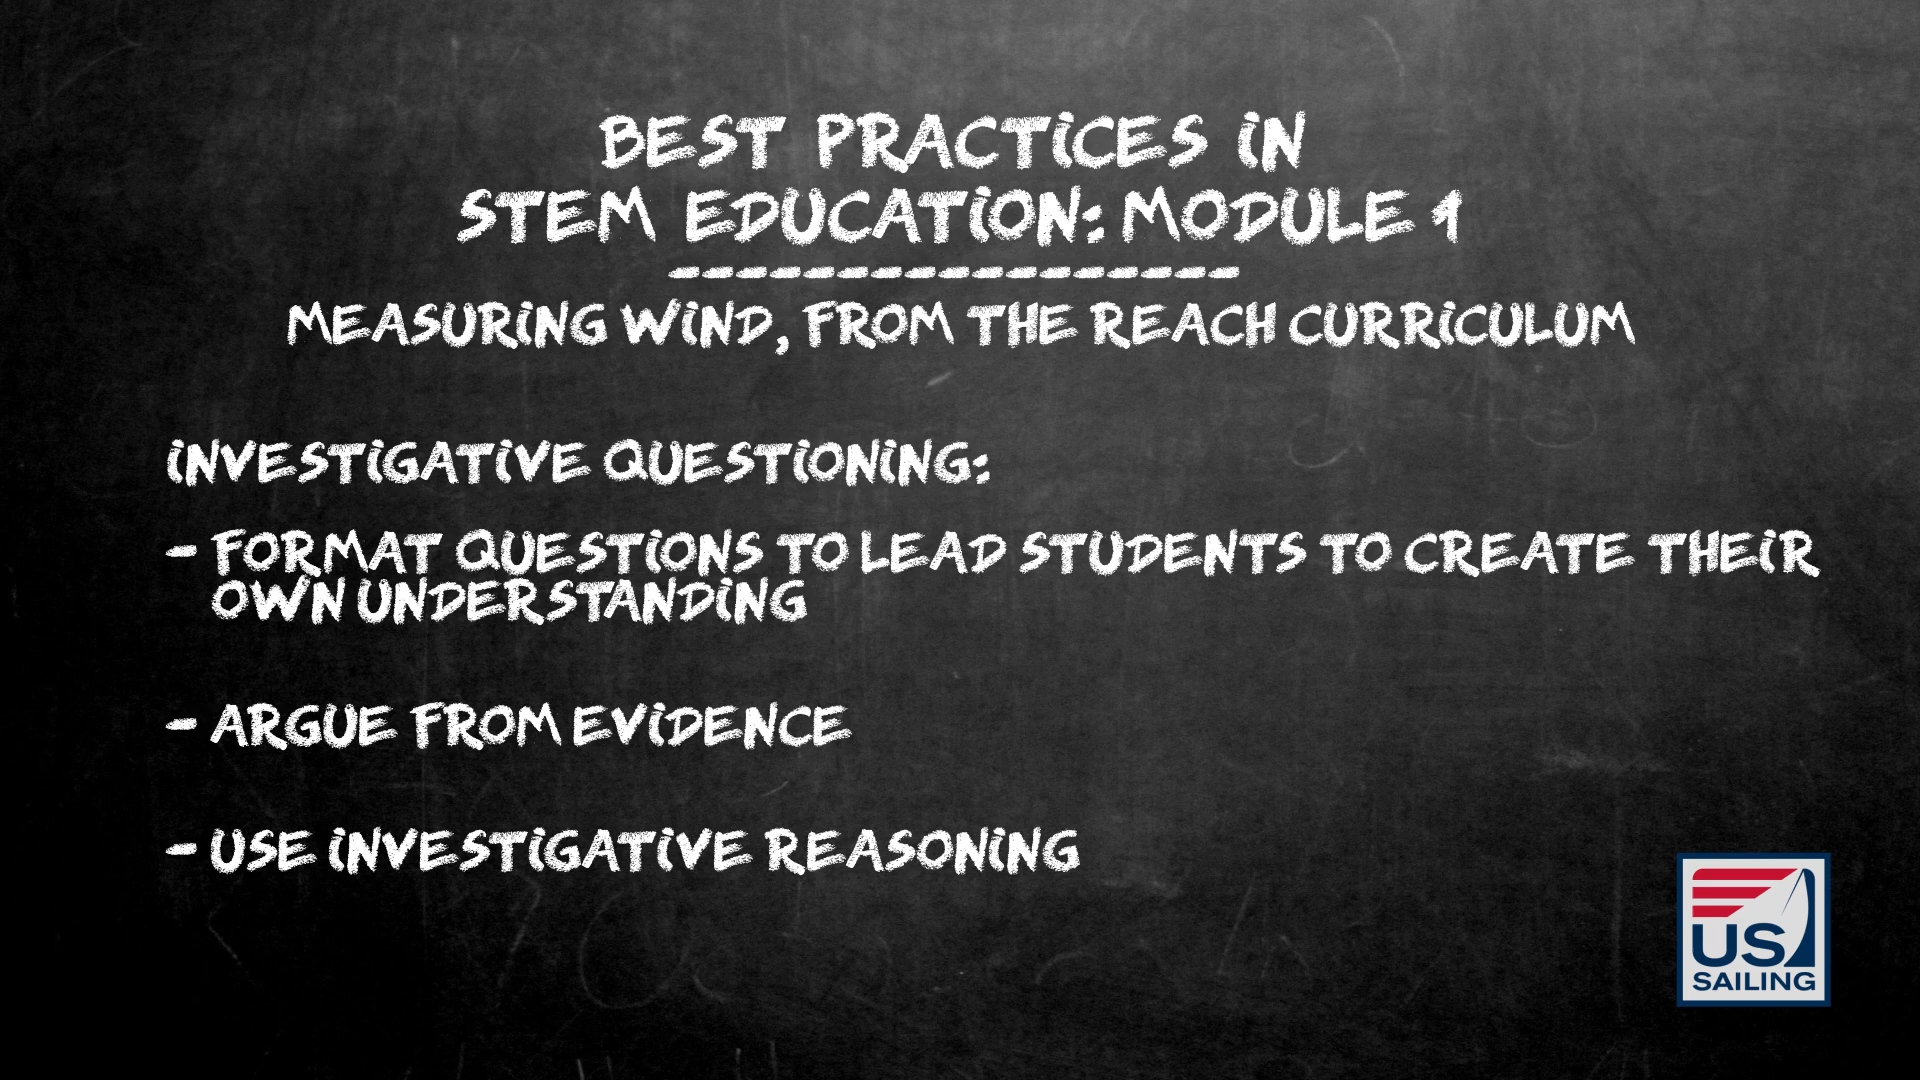 BEST PRACTICES IN
STEM EDUCATION: MODULE 1
-----------------
MEASURING WIND, FROM THE REACH CURRICULUM
INVESTIGATIVE QUESTIONING:
- FORMAT QUESTIONS TO LEAD STUDENTS TO CREATE THEIR
OWN UNDERSTANDING
- ARGUE FROM EVIDENCE
- USE INVESTIGATIVE REASONING
US
SAILING